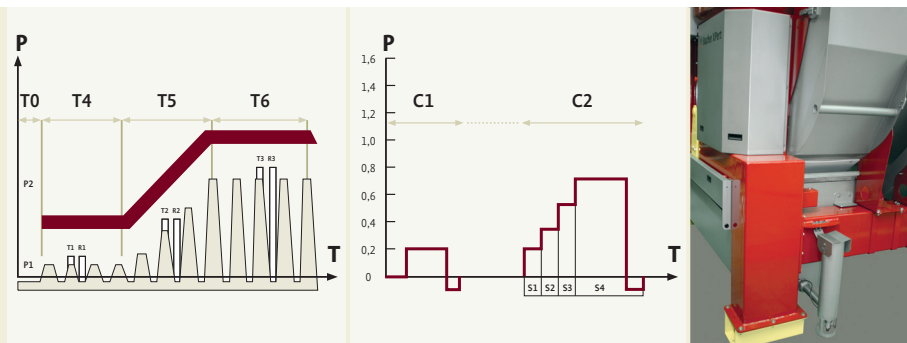 P
T0 T4 T5 T6
T3 R3
P2
T2 R2
T1 R1
P1
T
P
1,6
1,4
C1 C2
1,2
1,0
0,8
0,6
0,4
0,2
0
T
S1 S2 S3 S4